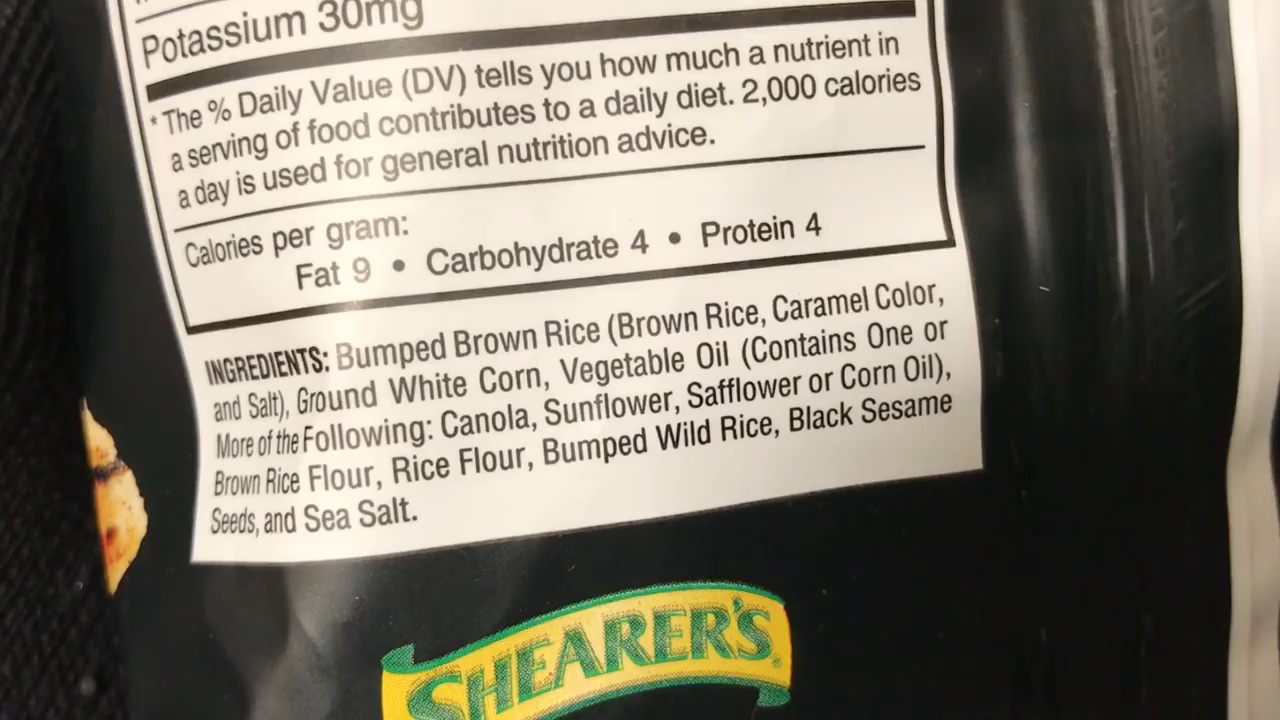 Potassium 30mg
* The % Daily Value (DV) tells you how much a nutrient in
a serving of food contributes to a daily diet. 2,000 calories
a day is used for general nutrition advice.
Calories per gram:
Fat 9 • Carbohydrate 4 • Protein 4
INGREDIENTS: Bumped Brown Rice (Brown Rice, Caramel Color,
and Salt), Ground White Corn, Vegetable Oil (Contains One or
More of the Following: Canola, Sunflower, Safflower or Corn Oil),
Brown Rice Flour, Rice Flour, Bumped Wild Rice, Black Sesame
Seeds, and Sea Salt.
SHEARER'S